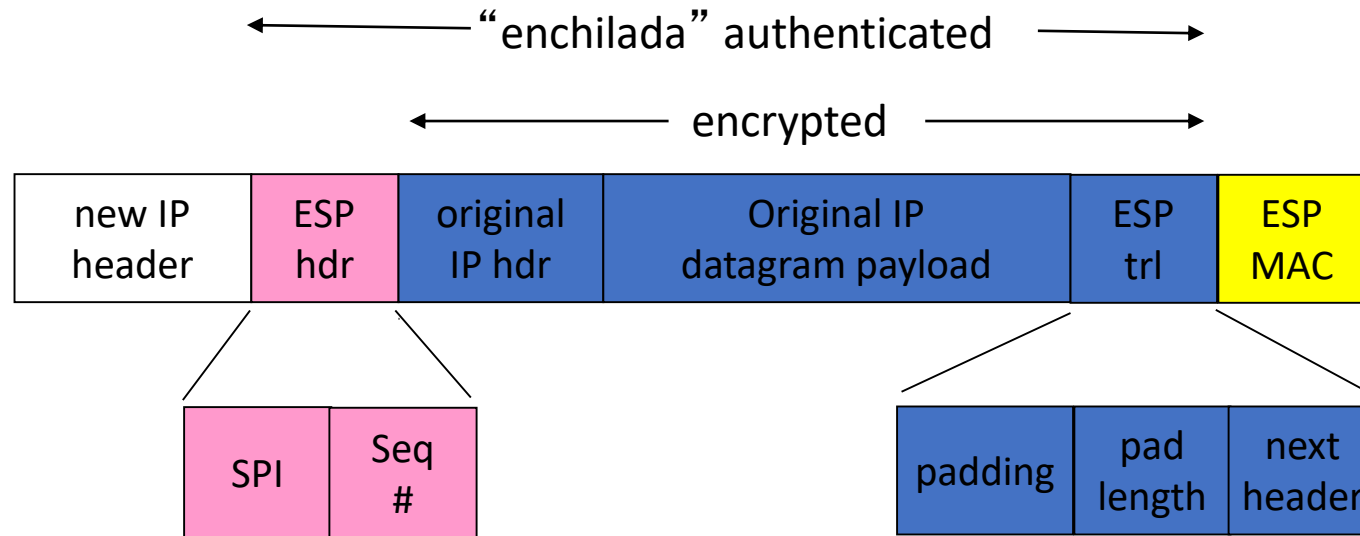 “enchilada” authenticated
encrypted
new IP
header
ESP
hdr
original
IP hdr
Original IP
datagram payload
ESP
trl
ESP
MAC
SPI
Seq
#
padding
pad
length
next
header